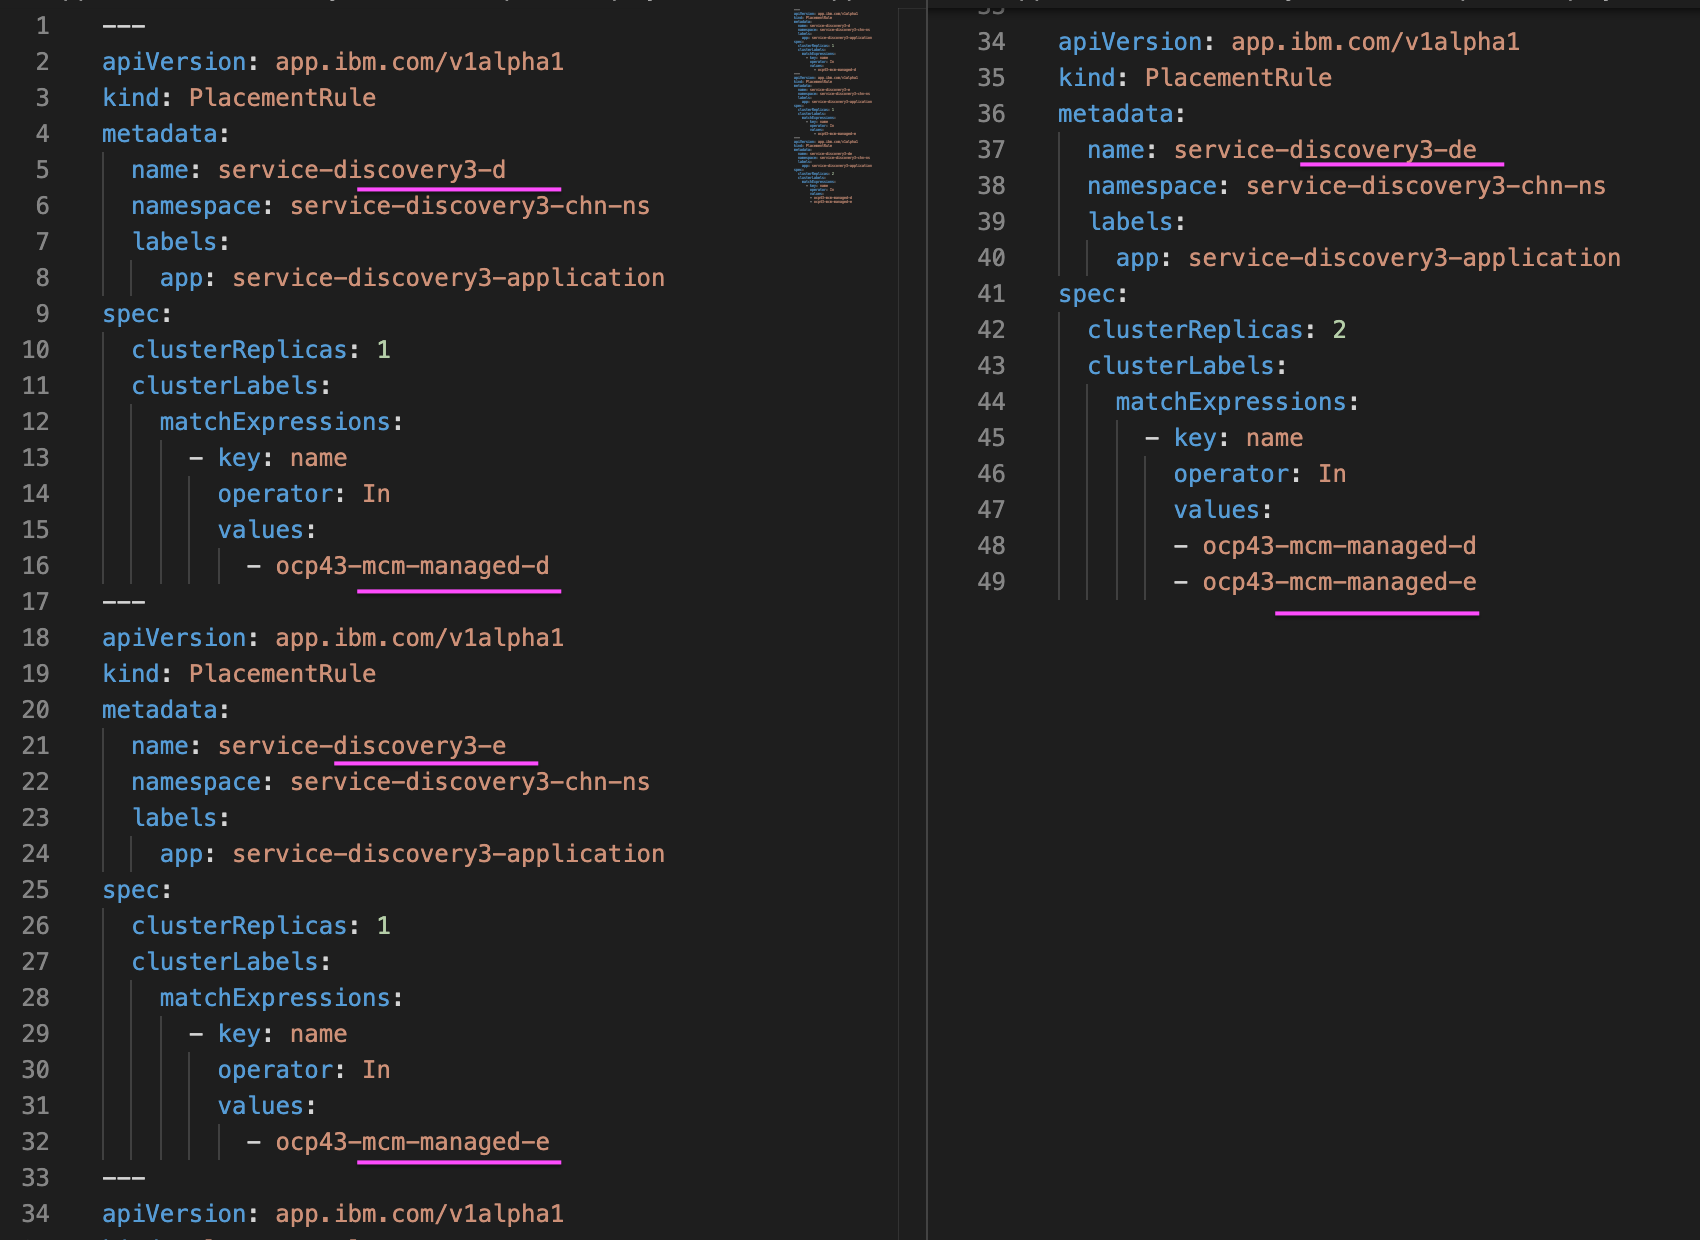 1 ---
2 apiVersion: app.ibm.com/v1alpha1
3 kind: PlacementRule
4 metadata:
5   name: service-discovery3-d
6   namespace: service-discovery3-chn-ns
7   labels:
8     app: service-discovery3-application
9 spec:
10   clusterReplicas: 1
11   clusterLabels:
12     matchExpressions:
13       - key: name
14         operator: In
15         values:
16           - ocp43-mcm-managed-d
17 ---
18 apiVersion: app.ibm.com/v1alpha1
19 kind: PlacementRule
20 metadata:
21   name: service-discovery3-e
22   namespace: service-discovery3-chn-ns
23   labels:
24     app: service-discovery3-application
25 spec:
26   clusterReplicas: 1
27   clusterLabels:
28     matchExpressions:
29       - key: name
30         operator: In
31         values:
32           - ocp43-mcm-managed-e
33 ---
34 apiVersion: app.ibm.com/v1alpha1
34 apiVersion: app.ibm.com/v1alpha1
35 kind: PlacementRule
36 metadata:
37   name: service-discovery3-de
38   namespace: service-discovery3-chn-ns
39   labels:
40     app: service-discovery3-application
41 spec:
42   clusterReplicas: 2
43   clusterLabels:
44     matchExpressions:
45       - key: name
46         operator: In
47         values:
48         - ocp43-mcm-managed-d
49         - ocp43-mcm-managed-e